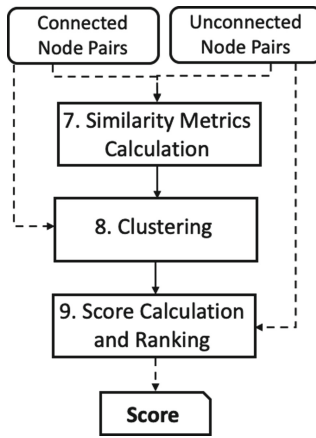 Connected
Node Pairs
Unconnected
Node Pairs
7. Similarity Metrics
Calculation
8. Clustering
9. Score Calculation
and Ranking
Score